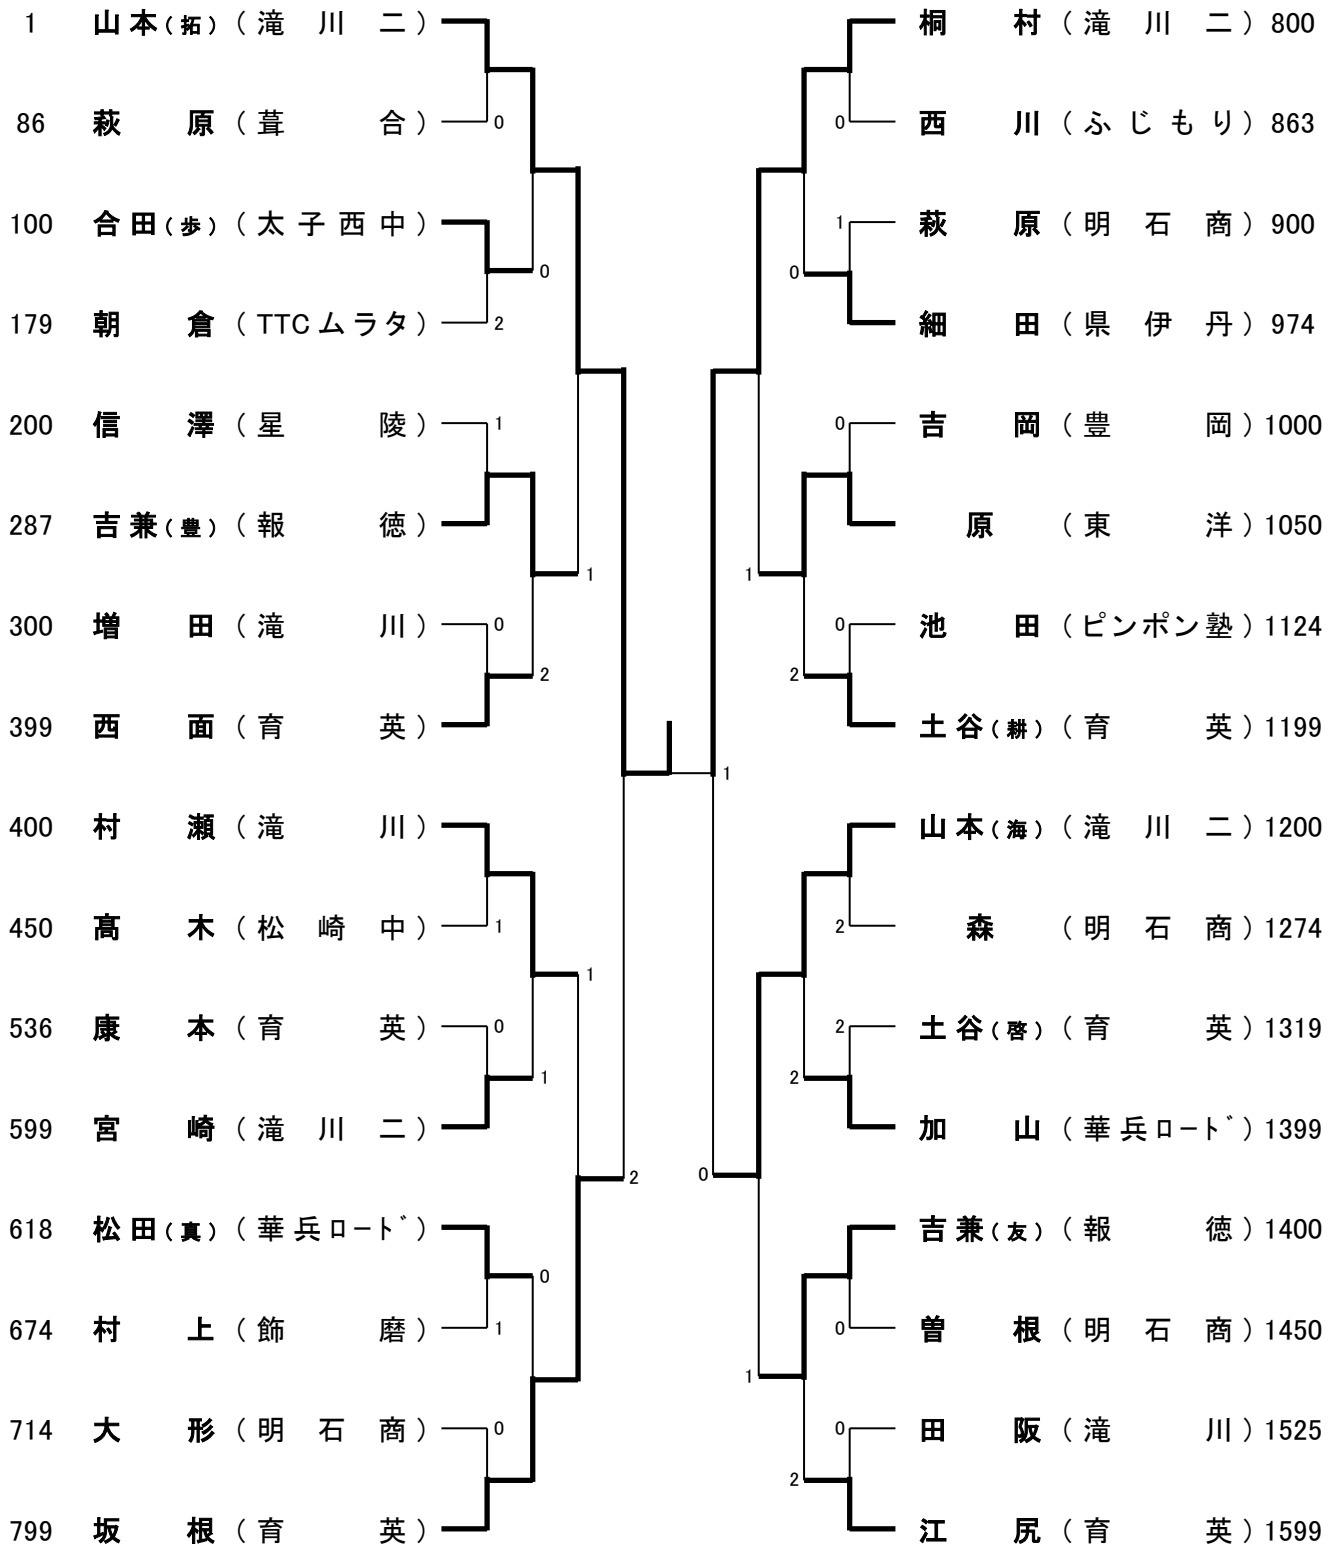 1 山本(拓) (滝川二) 桐村 (滝川二) 800
0 0
86 萩原 (葺合) 西川 (ふじもり) 863
100 合田(歩) (太子西中) 1 萩原 (明石商) 900
0 0
179 朝倉 (TTCムラタ) 2 細田 (県伊丹) 974
200 信澤 (星陵) 1 0 吉岡 (豊岡) 1000
287 吉兼(豊) (報徳) 原 (東洋) 1050
1 1
300 増田 (滝川) 0 0 池田 (ピンポン塾) 1124
2 2
399 西面 (育英) 土谷(耕) (育英) 1199
1
400 村瀬 (滝川) 山本(海) (滝川二) 1200
450 髙木 (松崎中) 1 2 森 (明石商) 1274
1
536 康本 (育英) 0 2 土谷(啓) (育英) 1319
1 2
599 宮崎 (滝川二) 加山 (華兵ロード) 1399
2 0
618 松田(真) (華兵ロード) 吉兼(友) (報徳) 1400
0
674 村上 (飾磨) 1 0 曽根 (明石商) 1450
1
714 大形 (明石商) 0 0 田阪 (滝川) 1525
2
799 坂根 (育英) 江尻 (育英) 1599